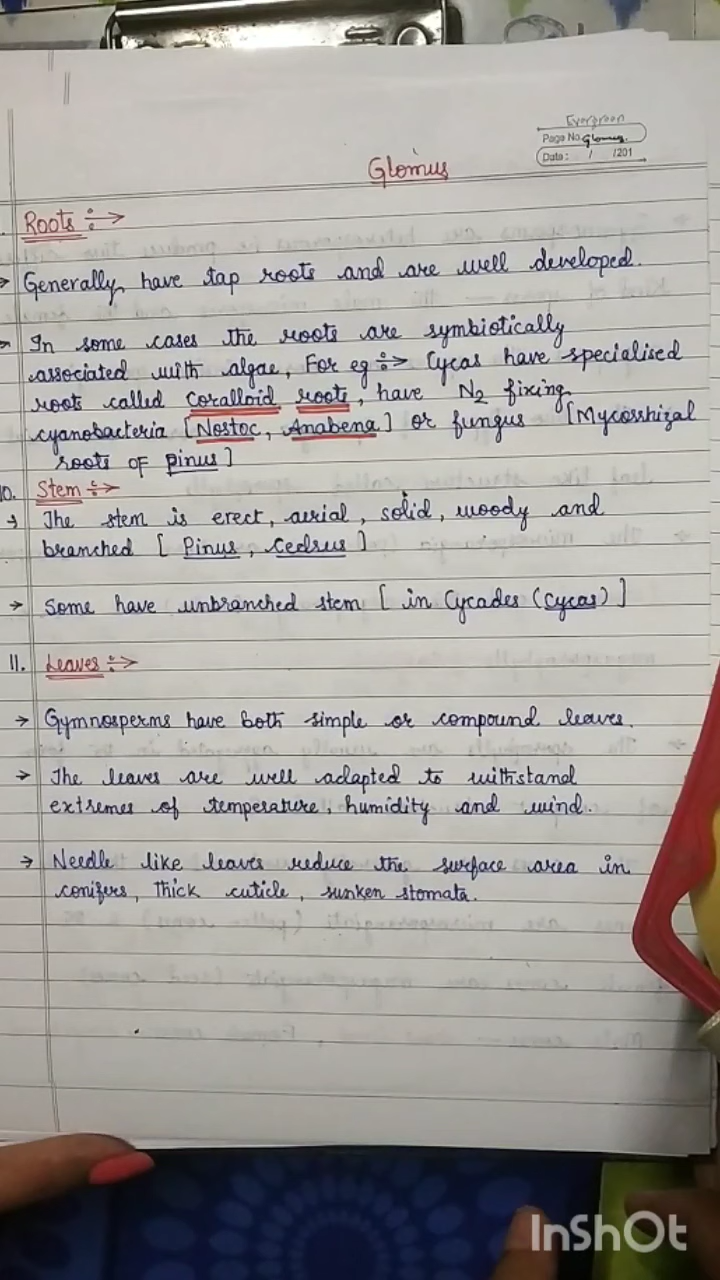 Evergreen
Page No. Glomus.
Date: / /201
Glomus
Roots ÷→
→ Generally have tap roots and are well developed.
→ In some cases the roots are symbiotically
associated with algae, For eg ÷→ Cycas have specialised
roots called Coralloid roots, have N2 fixing
cyanobacteria [Nostoc, Anabena] or fungus [Mycorrhizal
roots of pinus]
10. Stem ÷→
→ The stem is erect, aerial, solid, woody and
branched [Pinus, Cedrus]
→ Some have unbranched stem [in Cycades (Cycas)]
11. Leaves ÷→
→ Gymnosperms have both simple or compound leaves.
→ The leaves are well adapted to withstand
extremes of temperature, humidity and wind.
→ Needle like leaves reduce the surface area in
conifers, thick cuticle, sunken stomata.
InShOt